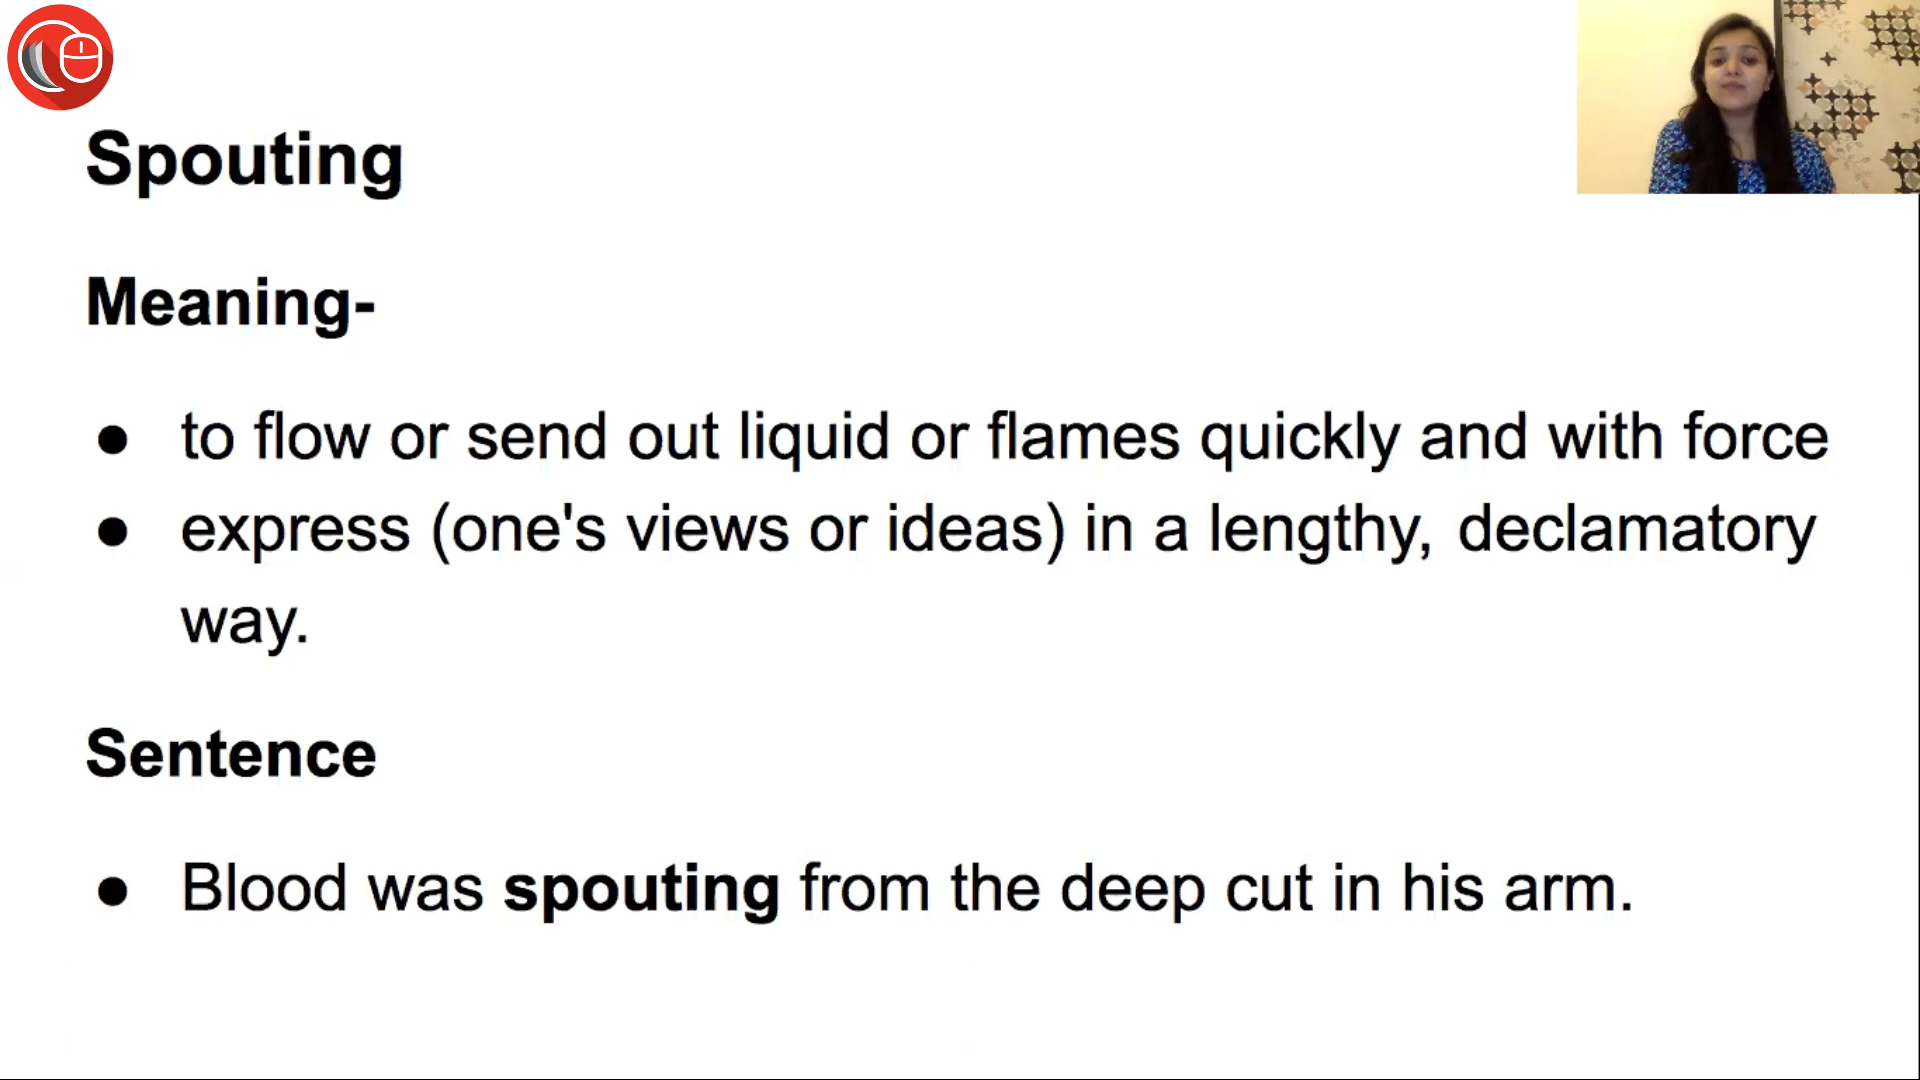 Spouting
Meaning-
● to flow or send out liquid or flames quickly and with force
● express (one's views or ideas) in a lengthy, declamatory
way.
Sentence
● Blood was spouting from the deep cut in his arm.